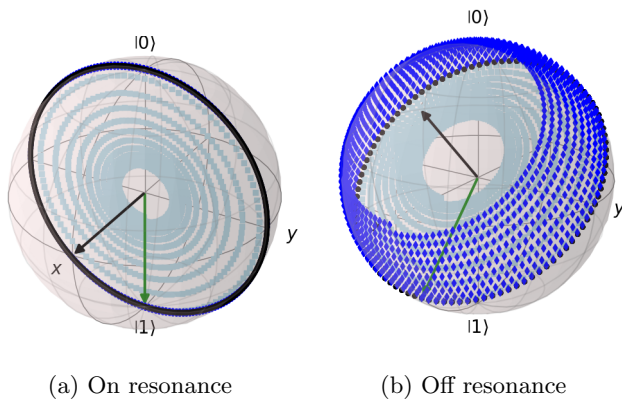 |0⟩
|0⟩
y
y
x
|1⟩
|1⟩
(a) On resonance
(b) Off resonance